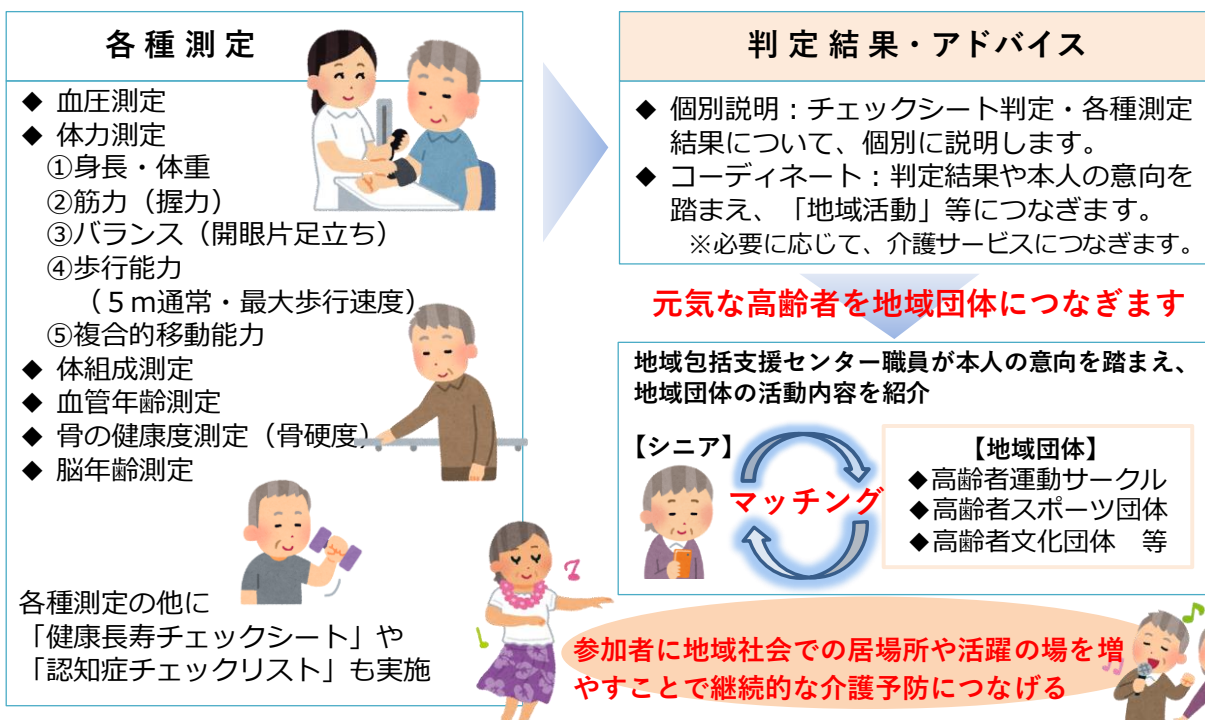 各種測定
◆ 血圧測定
◆ 体力測定
①身長・体重
②筋力（握力）
③バランス（開眼片足立ち）
④歩行能力
（５ｍ通常・最大歩行速度）
⑤複合的移動能力
◆ 体組成測定
◆ 血管年齢測定
◆ 骨の健康度測定（骨硬度）
◆ 脳年齢測定
各種測定の他に
「健康長寿チェックシート」や
「認知症チェックリスト」も実施
判定結果・アドバイス
◆ 個別説明：チェックシート判定・各種測定
結果について、個別に説明します。
◆ コーディネート：判定結果や本人の意向を
踏まえ、「地域活動」等につなぎます。
※必要に応じて、介護サービスにつなぎます。
元気な高齢者を地域団体につなぎます
地域包括支援センター職員が本人の意向を踏まえ、
地域団体の活動内容を紹介
【シニア】
マッチング
【地域団体】
◆高齢者運動サークル
◆高齢者スポーツ団体
◆高齢者文化団体　等
参加者に地域社会での居場所や活躍の場を増
やすことで継続的な介護予防につなげる